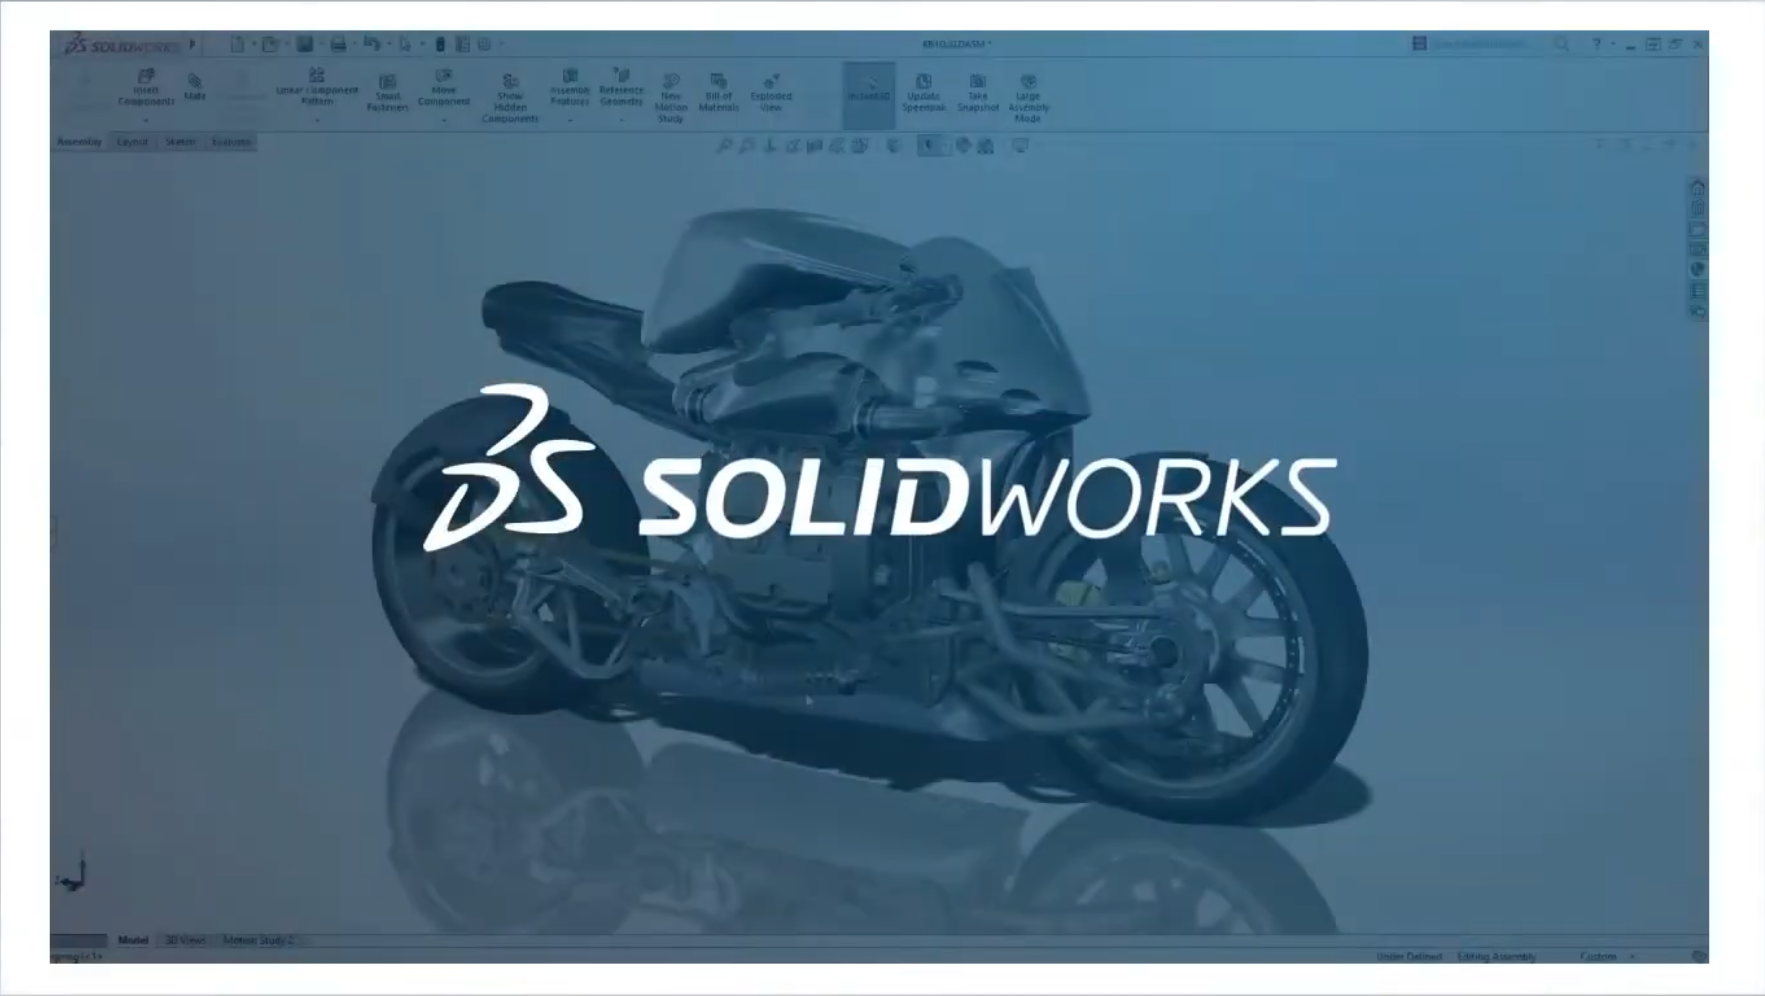 SOLIDWORKS
Insert
Components
Mate
Linear Component
Pattern
Smart
Fasteners
Move
Component
Show
Hidden
Components
Assembly
Features
Reference
Geometry
New
Motion
Study
Bill of
Materials
Exploded
View
Instant3D
Update
Speedpak
Take
Snapshot
Large
Assembly
Mode
Assembly Layout Sketch Evaluate
SOLIDWORKS
Model 3D Views Motion Study 2
Under Defined Editing Assembly Custom